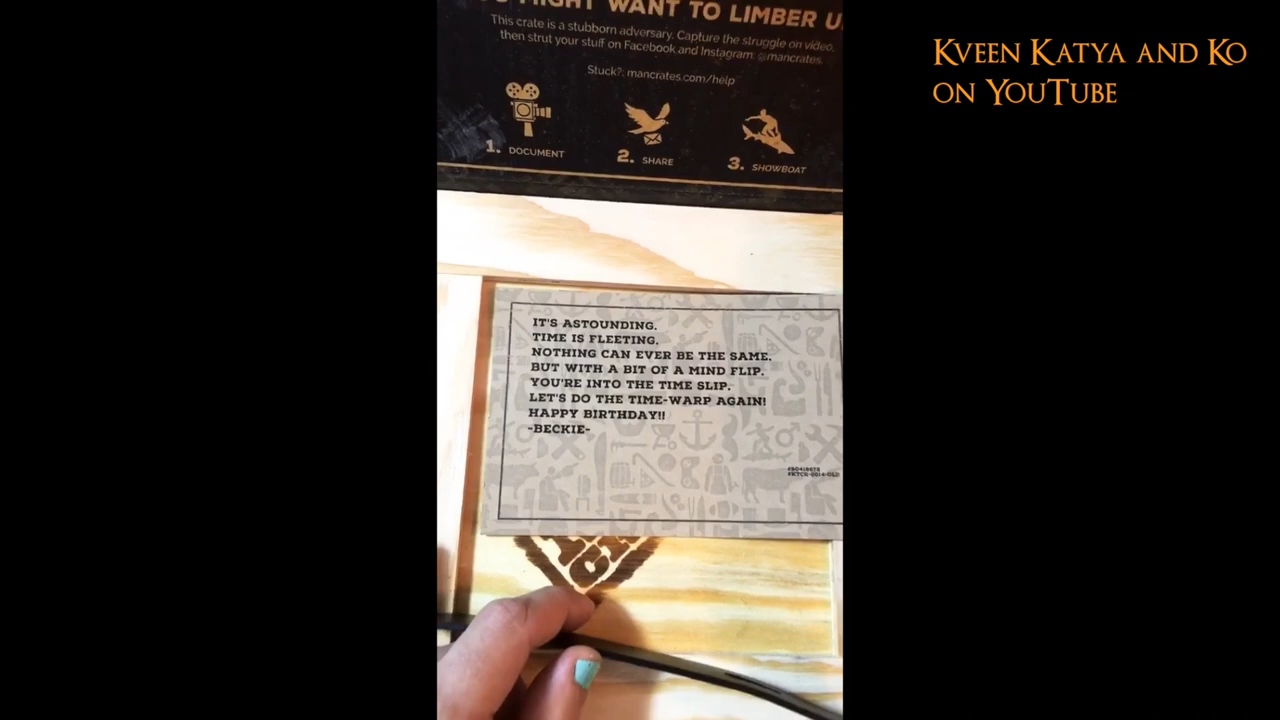 MIGHT WANT TO LIMBER
This crate is a stubborn adversary. Capture the struggle on video,
then strut your stuff on Facebook and Instagram: @mancrates.
Stuck?: mancrates.com/help
1. DOCUMENT
2. SHARE
3. SHOWBOAT
Kveen Katya and Ko
on YouTube
IT'S ASTOUNDING.
TIME IS FLEETING.
NOTHING CAN EVER BE THE SAME.
BUT WITH A BIT OF A MIND FLIP.
YOU'RE INTO THE TIME SLIP.
LET'S DO THE TIME-WARP AGAIN!
HAPPY BIRTHDAY!!
-BECKIE-